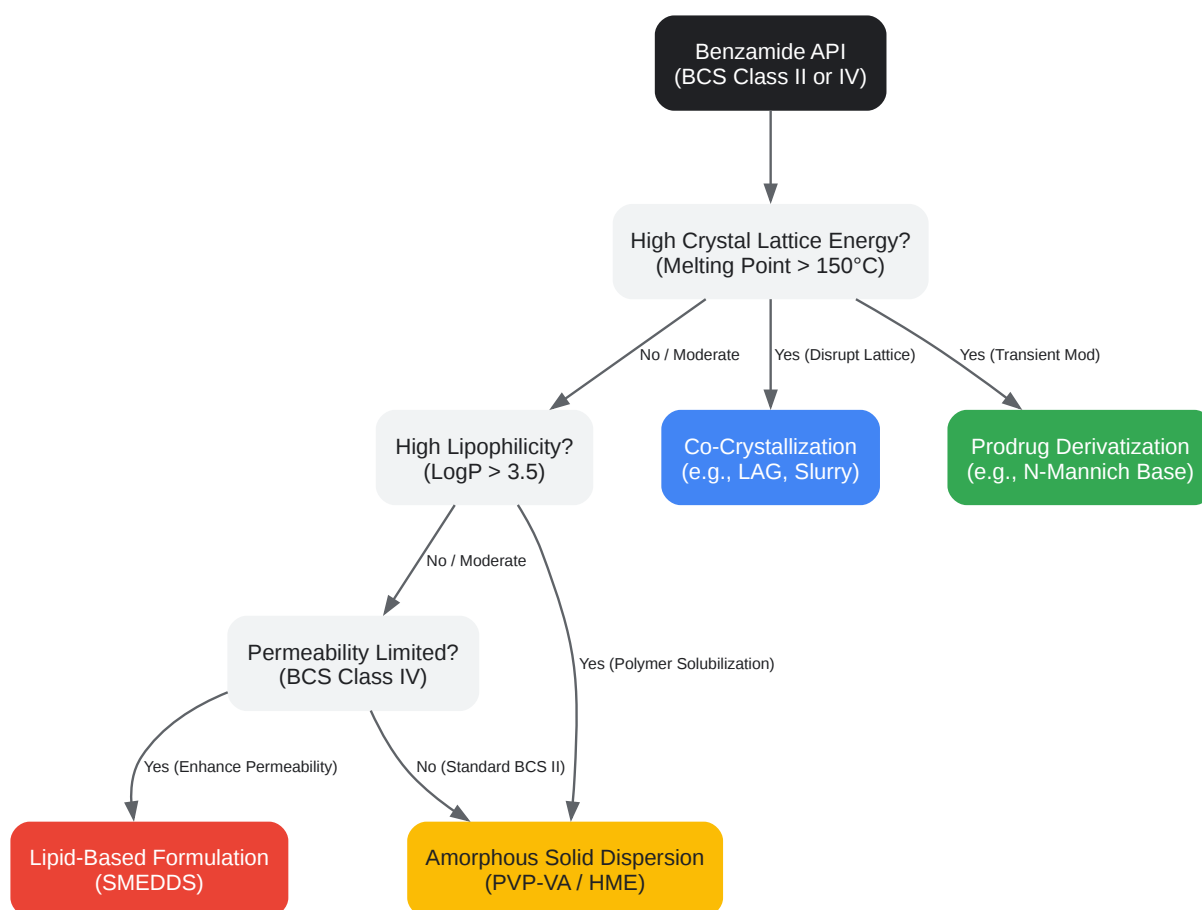 Benzamide API
(BCS Class II or IV)
High Crystal Lattice Energy?
(Melting Point > 150°C)
No / Moderate
Yes (Disrupt Lattice)
Yes (Transient Mod)
High Lipophilicity?
(LogP > 3.5)
Co-Crystallization
(e.g., LAG, Slurry)
Prodrug Derivatization
(e.g., N-Mannich Base)
No / Moderate
Permeability Limited?
(BCS Class IV)
Yes (Polymer Solubilization)
Yes (Enhance Permeability)
No (Standard BCS II)
Lipid-Based Formulation
(SMEDDS)
Amorphous Solid Dispersion
(PVP-VA / HME)